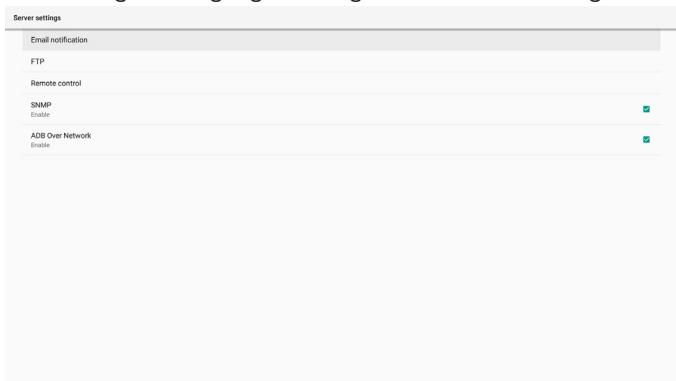 Server settings
Email notification
FTP
Remote control
SNMP
Enable
ADB Over Network
Enable